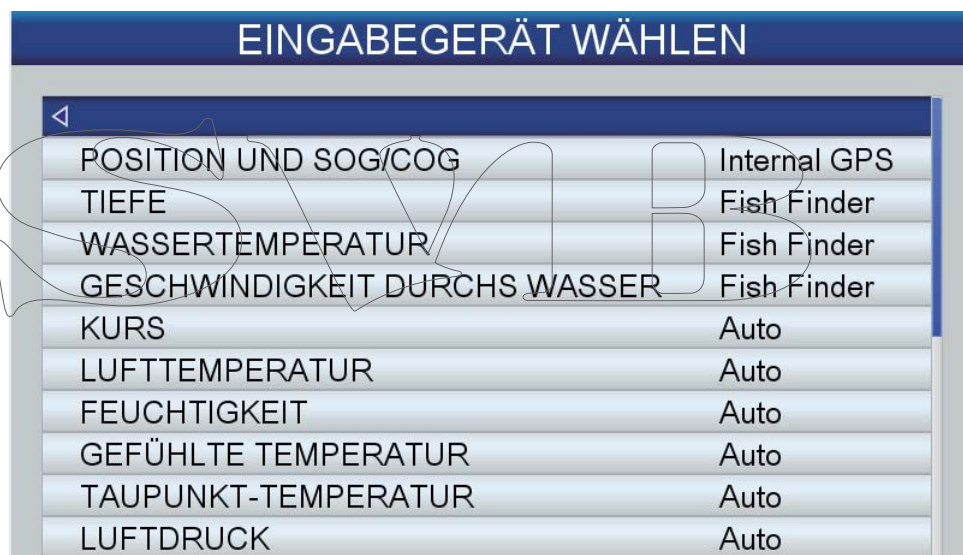 EINGABEGERÄT WÄHLEN
POSITION UND SOG/COG Internal GPS
TIEFE Fish Finder
WASSERTEMPERATUR Fish Finder
GESCHWINDIGKEIT DURCHS WASSER Fish Finder
KURS Auto
LUFTTEMPERATUR Auto
FEUCHTIGKEIT Auto
GEFÜHLTE TEMPERATUR Auto
TAUPUNKT-TEMPERATUR Auto
LUFTDRUCK Auto
SVB